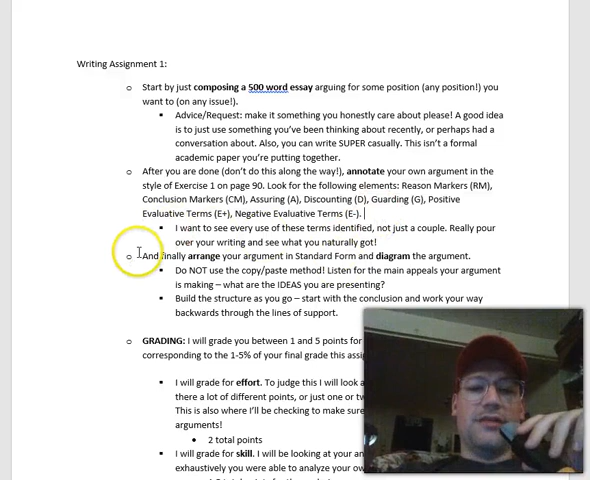 Writing Assignment 1:
Start by just composing a 500 word essay arguing for some position (any position!) you
want to (on any issue!).
Advice/Request: make it something you honestly care about please! A good idea
is to just use something you've been thinking about recently, or perhaps had a
conversation about. Also, you can write SUPER casually. This isn't a formal
academic paper you're putting together.
After you are done (don't do this along the way!), annotate your own argument in the
style of Exercise 1 on page 90. Look for the following elements: Reason Markers (RM),
Conclusion Markers (CM), Assuring (A), Discounting (D), Guarding (G), Positive
Evaluative Terms (E+), Negative Evaluative Terms (E-).
I want to see every use of these terms identified, not just a couple. Really pour
over your writing and see what you naturally got!
And finally arrange your argument in Standard Form and diagram the argument.
Do NOT use the copy/paste method! Listen for the main appeals your argument
is making – what are the IDEAS you are presenting?
Build the structure as you go – start with the conclusion and work your way
backwards through the lines of support.
GRADING: I will grade you between 1 and 5 points for
corresponding to the 1-5% of your final grade this
I will grade for effort. To judge this I will look
there a lot of different points, or just one or
This is also where I'll be checking to make sure
arguments!
2 total points
I will grade for skill. I will be looking at your
exhaustively you were able to analyze your